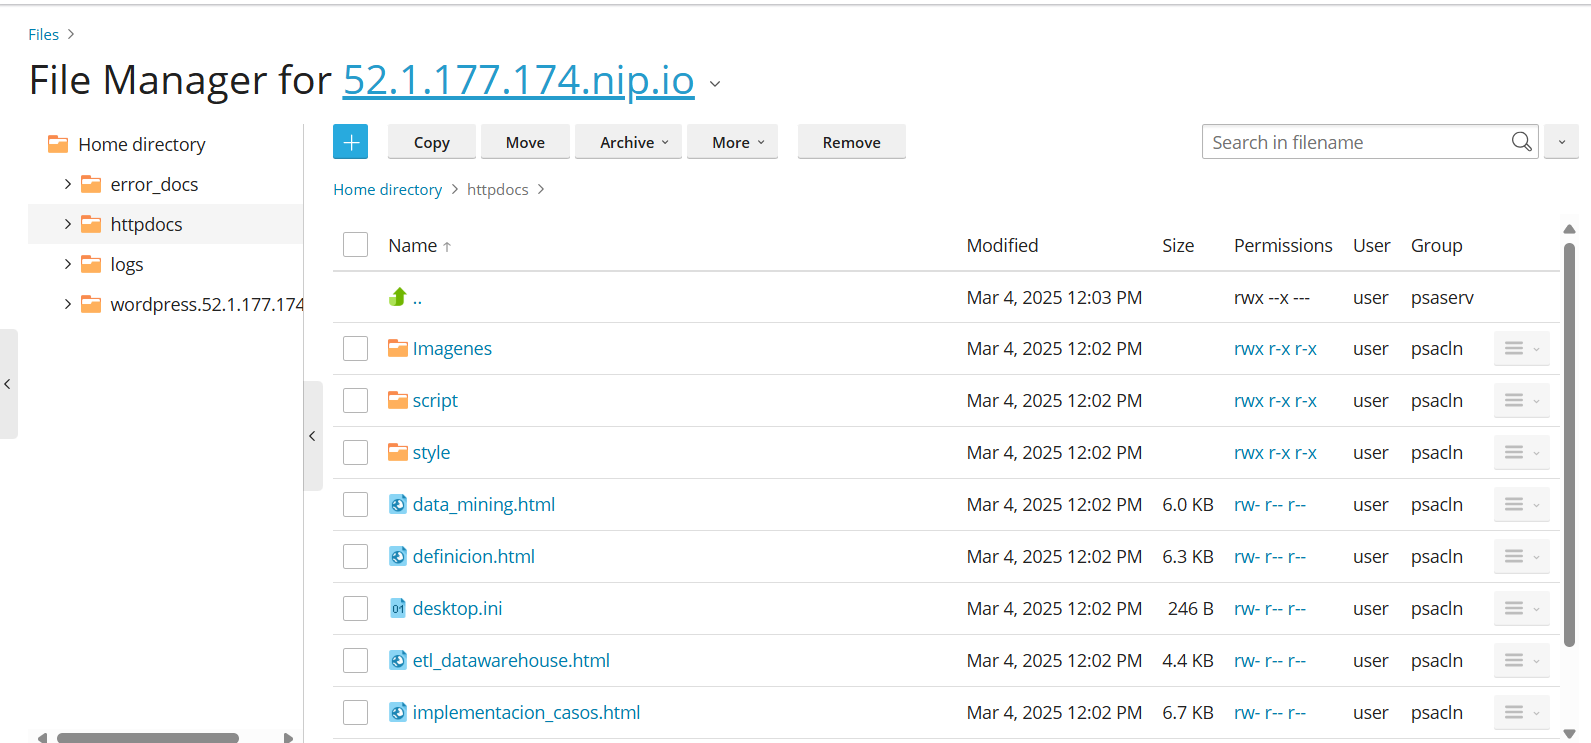 Files
File Manager for 52.1.177.174.nip.io
Home directory
error_docs
httpdocs
logs
wordpress.52.1.177.174
Copy Move Archive More Remove
Search in filename
Home directory httpdocs
Name Modified Size Permissions User Group
.. Mar 4, 2025 12:03 PM rwx --x --- user psaserv
Imagenes Mar 4, 2025 12:02 PM rwx r-x r-x user psacln
script Mar 4, 2025 12:02 PM rwx r-x r-x user psacln
style Mar 4, 2025 12:02 PM rwx r-x r-x user psacln
data_mining.html Mar 4, 2025 12:02 PM 6.0 KB rw- r-- r-- user psacln
definicion.html Mar 4, 2025 12:02 PM 6.3 KB rw- r-- r-- user psacln
desktop.ini Mar 4, 2025 12:02 PM 246 B rw- r-- r-- user psacln
etl_datawarehouse.html Mar 4, 2025 12:02 PM 4.4 KB rw- r-- r-- user psacln
implementacion_casos.html Mar 4, 2025 12:02 PM 6.7 KB rw- r-- r-- user psacln